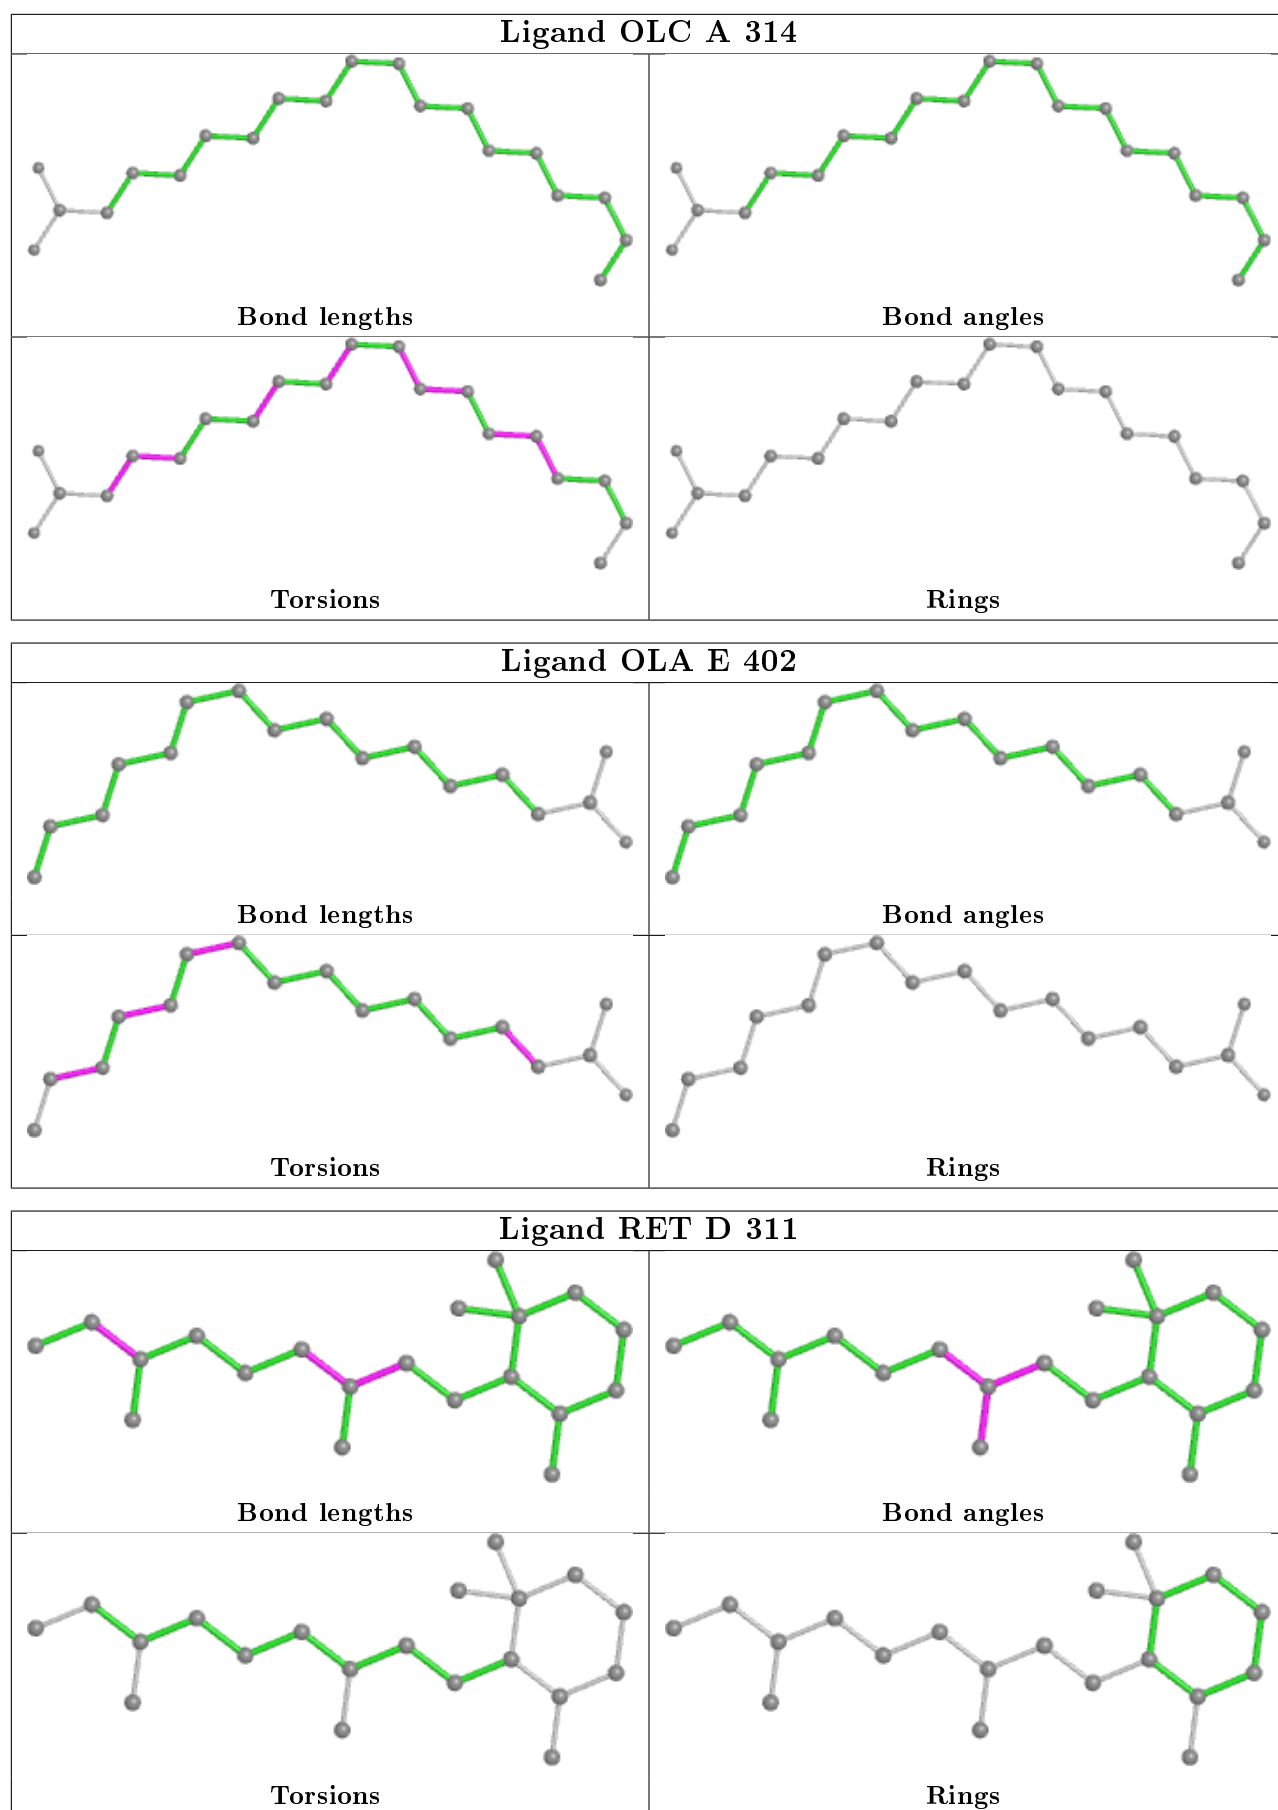 Ligand OLC A 314
Bond lengths
Bond angles
Torsions
Rings
Ligand OLA E 402
Bond lengths
Bond angles
Torsions
Rings
Ligand RET D 311
Bond lengths
Bond angles
Torsions
Rings